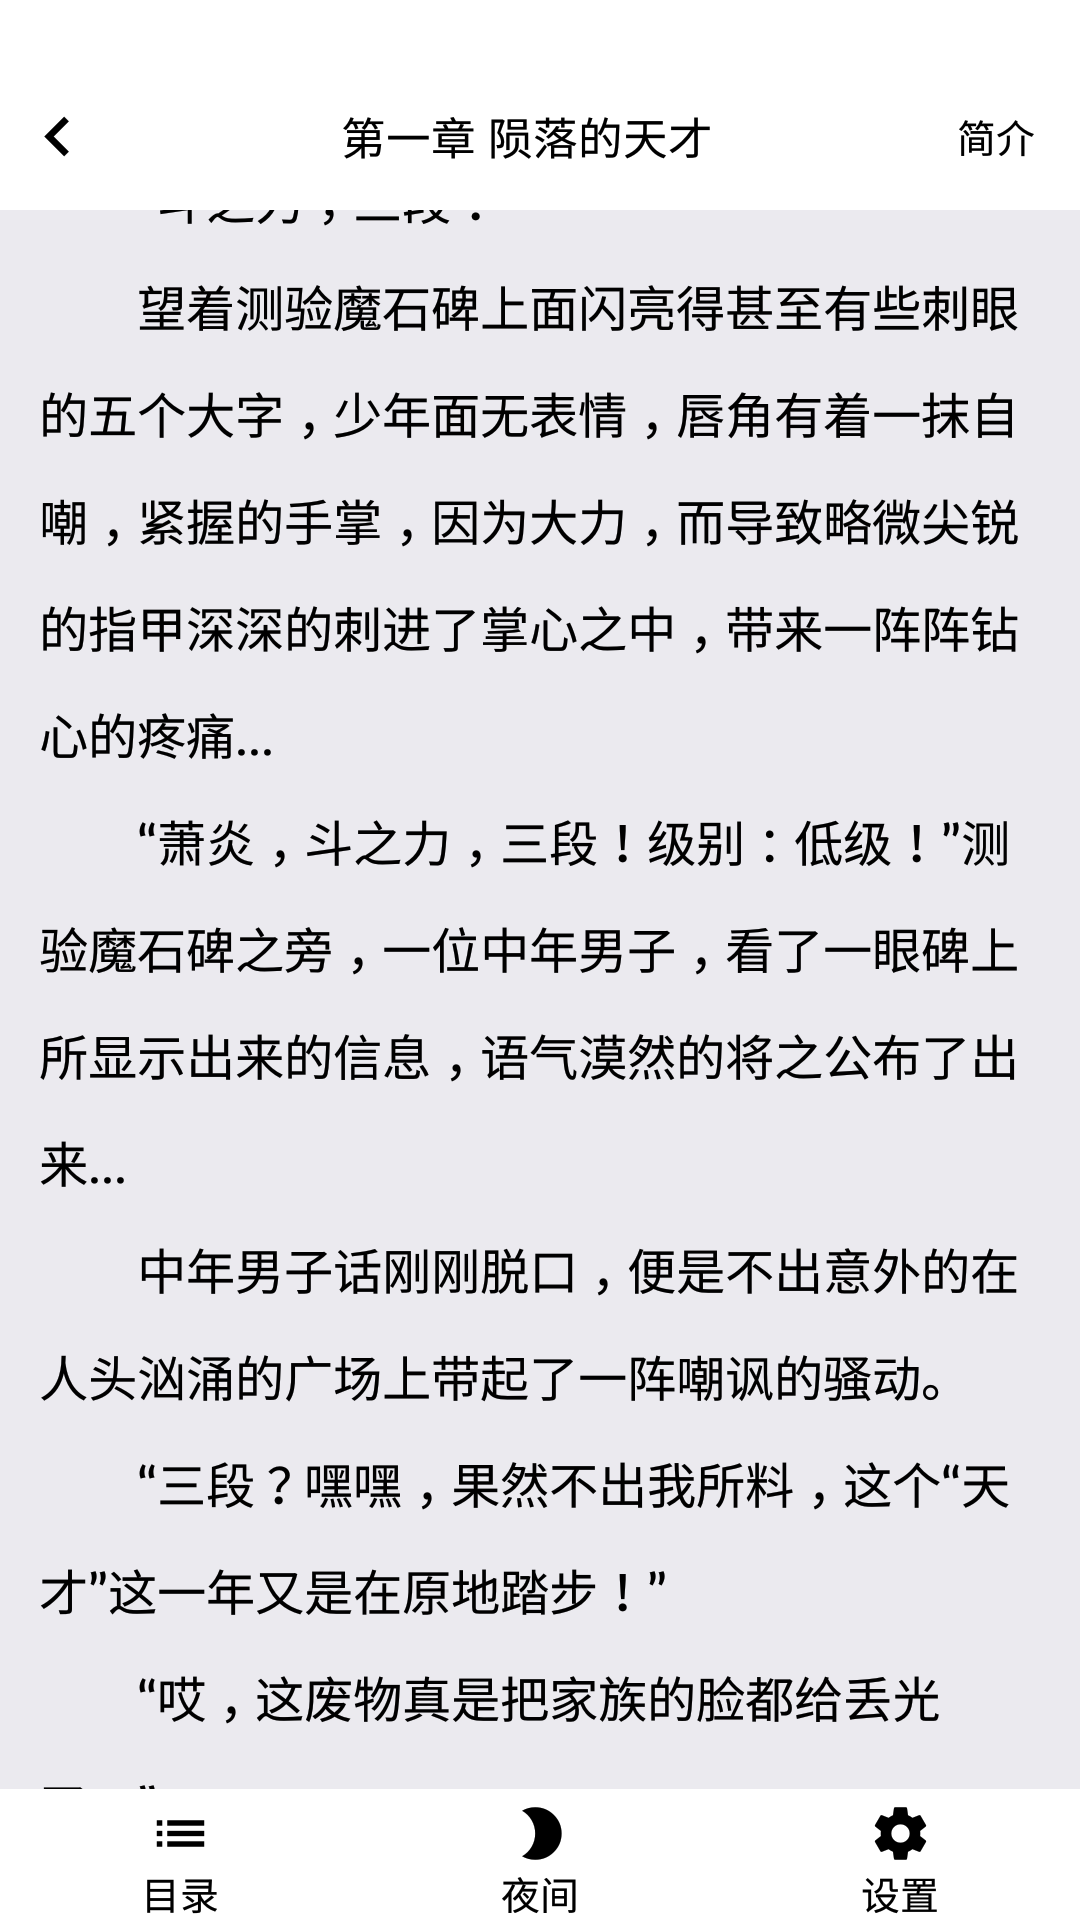 第一章 陨落的天才
简介
斗之力，三段！
望着测验魔石碑上面闪亮得甚至有些刺眼
的五个大字，少年面无表情，唇角有着一抹自
嘲，紧握的手掌，因为大力，而导致略微尖锐
的指甲深深的刺进了掌心之中，带来一阵阵钻
心的疼痛...
“萧炎，斗之力，三段！级别：低级！”测
验魔石碑之旁，一位中年男子，看了一眼碑上
所显示出来的信息，语气漠然的将之公布了出
来...
中年男子话刚刚脱口，便是不出意外的在
人头汹涌的广场上带起了一阵嘲讽的骚动。
“三段？嘿嘿，果然不出我所料，这个“天
才”这一年又是在原地踏步！”
“哎，这废物真是把家族的脸都给丢光
目录
夜间
设置